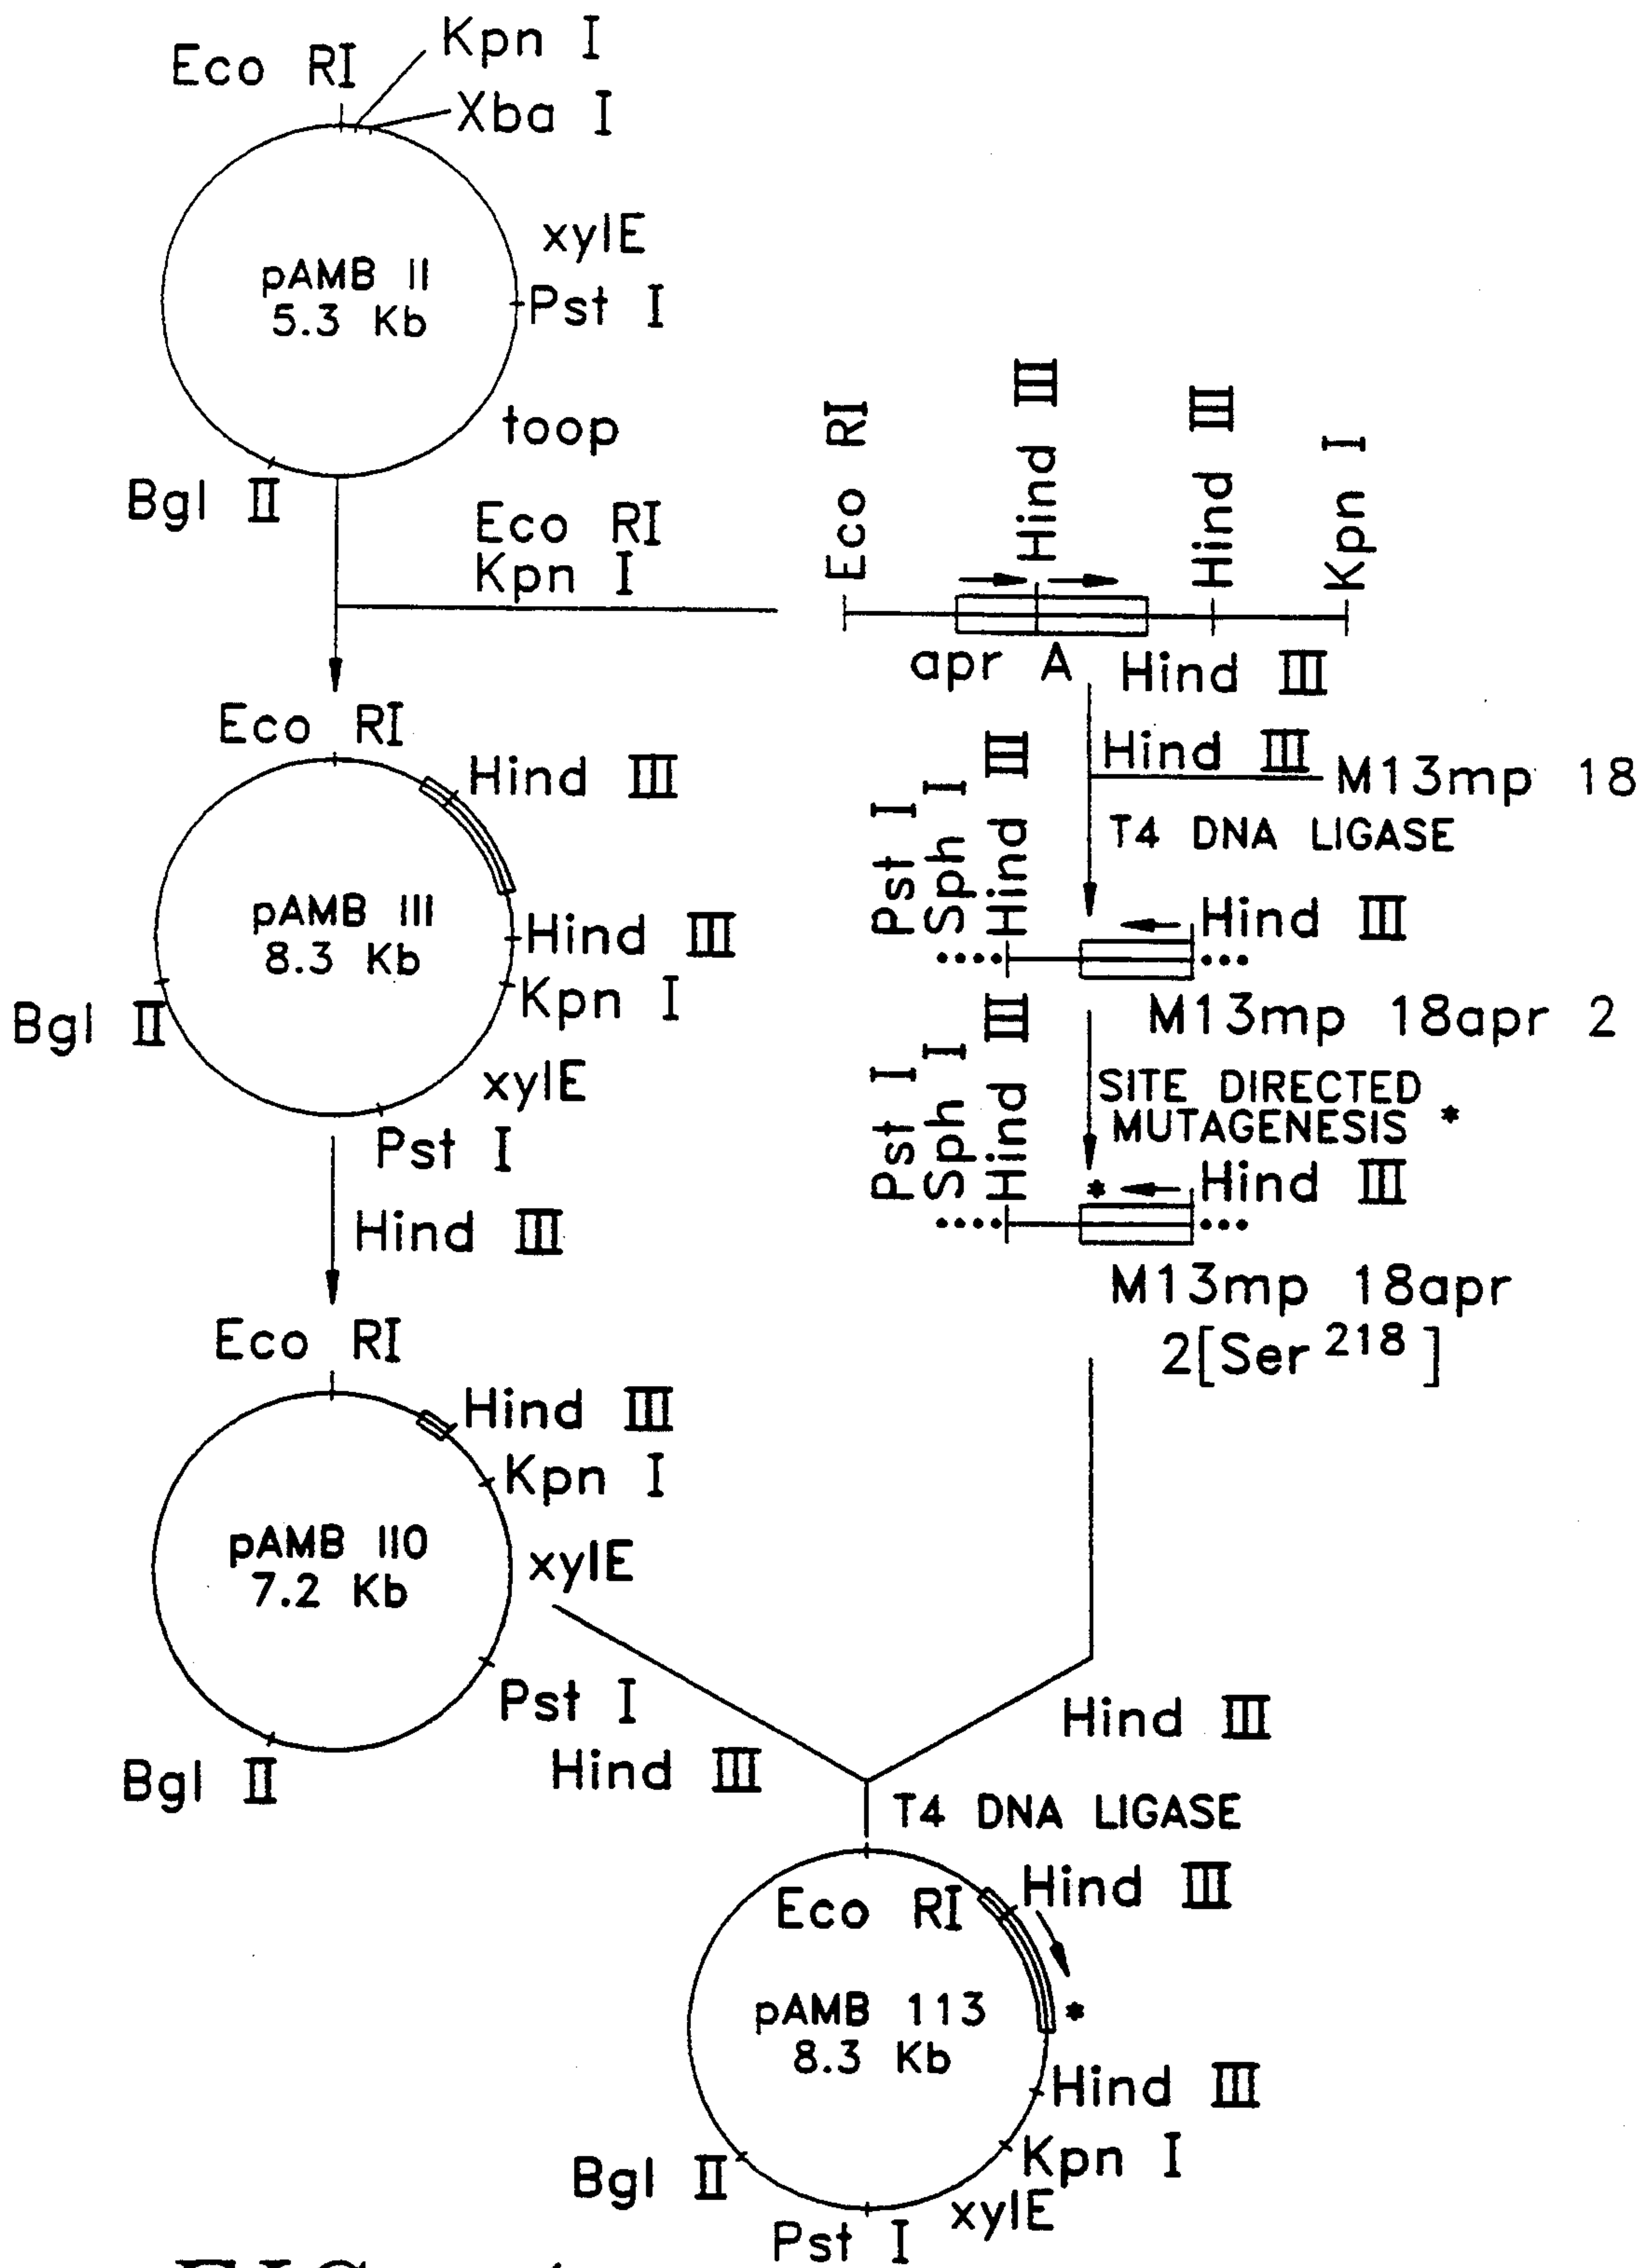 Eco RI
Kpn I
Xba I
pAMB II
5.3 Kb
xylE
Pst I
toop
Bgl II
Eco RI
Kpn I
Eco RI
Hind III
Hind III
Kpn I
apr A
Hind III
Hind III
M13mp 18
T4 DNA LIGASE
Pst I
Sph I
Hind III
Hind III
M13mp 18apr 2
SITE DIRECTED
MUTAGENESIS *
Pst I
Sph I
Hind III
* Hind III
M13mp 18apr
2[Ser 218]
Eco RI
Hind III
pAMB III
8.3 Kb
Hind III
Kpn I
Bgl II
xylE
Pst I
Hind III
Eco RI
Hind III
Kpn I
pAMB 110
7.2 Kb
xylE
Pst I
Bgl II
Hind III
Hind III
T4 DNA LIGASE
Eco RI
Hind III
pAMB 113
8.3 Kb
*
Hind III
Kpn I
xylE
Pst I
Bgl II